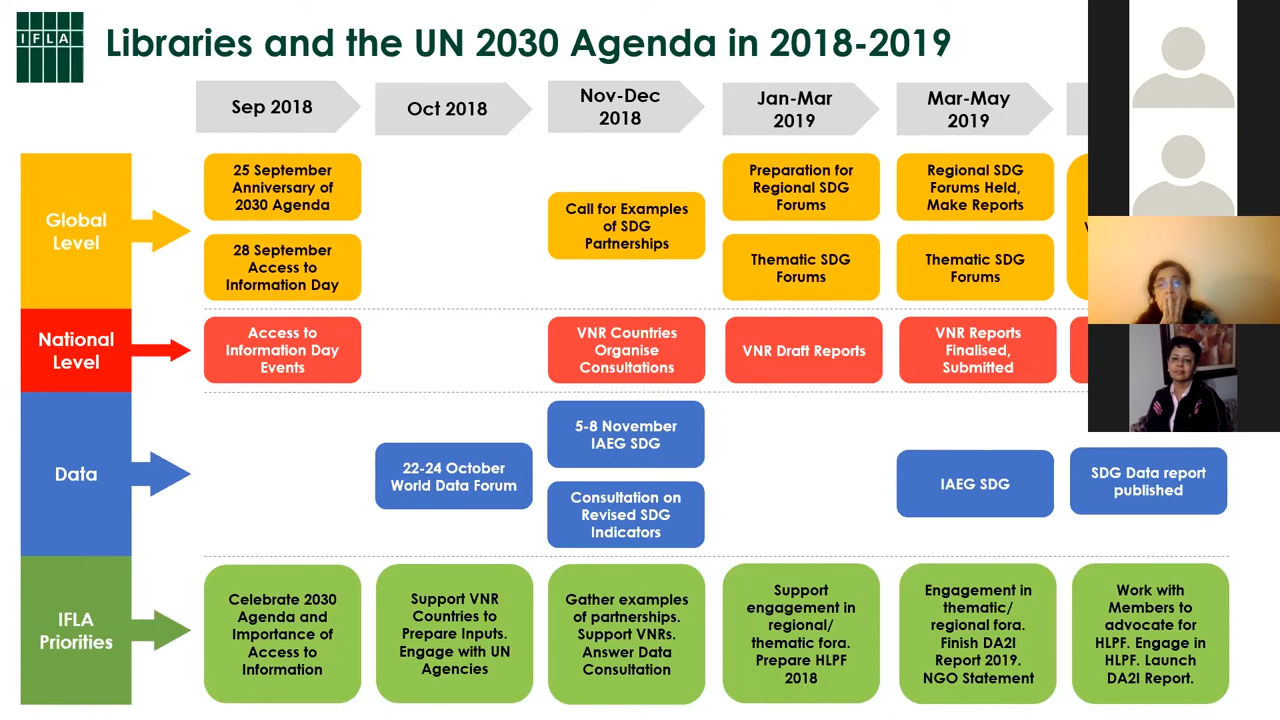 IFLA
Libraries and the UN 2030 Agenda in 2018-2019
Sep 2018
Oct 2018
Nov-Dec
2018
Jan-Mar
2019
Mar-May
2019
Global
Level
25 September
Anniversary of
2030 Agenda
28 September
Access to
Information Day
Call for Examples
of SDG
Partnerships
Preparation for
Regional SDG
Forums
Thematic SDG
Forums
Regional SDG
Forums Held,
Make Reports
Thematic SDG
Forums
National
Level
Access to
Information Day
Events
VNR Countries
Organise
Consultations
VNR Draft Reports
VNR Reports
Finalised,
Submitted
Data
22-24 October
World Data Forum
5-8 November
IAEG SDG
Consultation on
Revised SDG
Indicators
IAEG SDG
SDG Data report
published
IFLA
Priorities
Celebrate 2030
Agenda and
Importance of
Access to
Information
Support VNR
Countries to
Prepare Inputs.
Engage with UN
Agencies
Gather examples
of partnerships.
Support VNRs.
Answer Data
Consultation
Support
engagement in
regional/
thematic fora.
Prepare HLPF
2018
Engagement in
thematic/
regional fora.
Finish DA2I
Report 2019.
NGO Statement
Work with
Members to
advocate for
HLPF. Engage in
HLPF. Launch
DA2I Report.